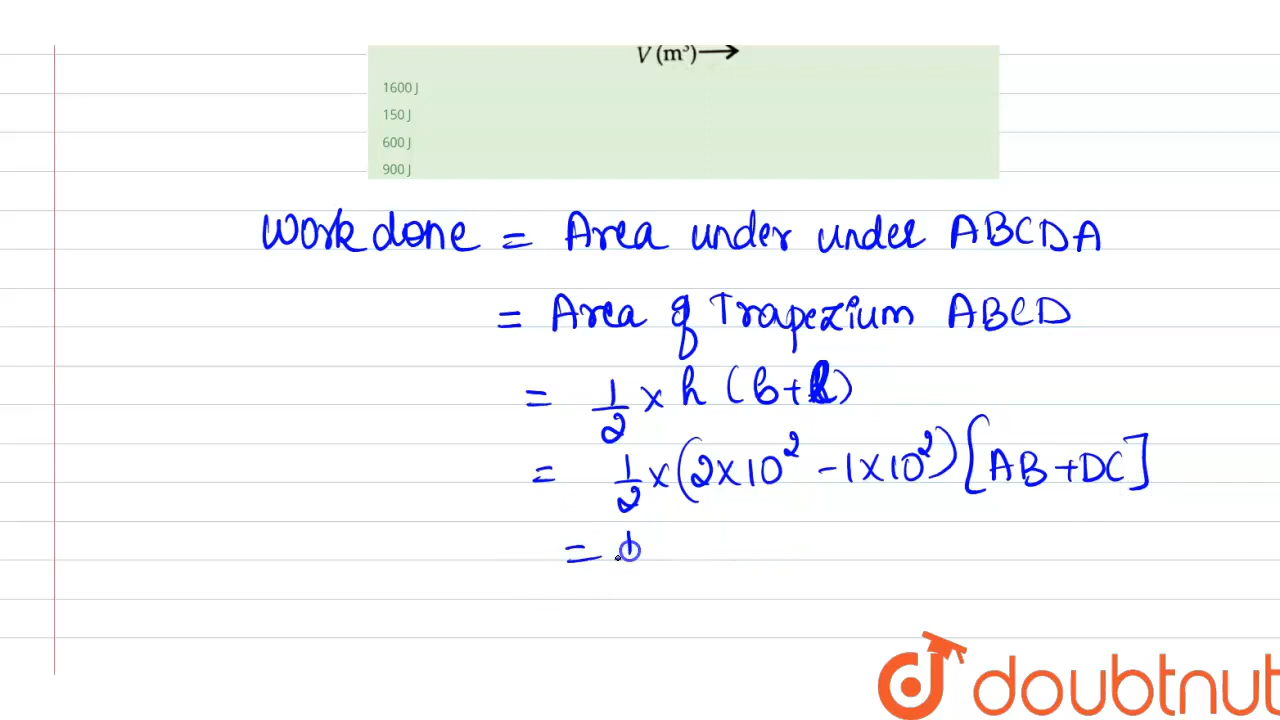 V (m³)→
1600 J
150 J
600 J
900 J
Work done = Area under under ABCDA
= Area of Trapezium ABCD
= 1/2 × h (b+l)
= 1/2 × (2×10² - 1×10²) [AB+DC]
= 1
doubtnut